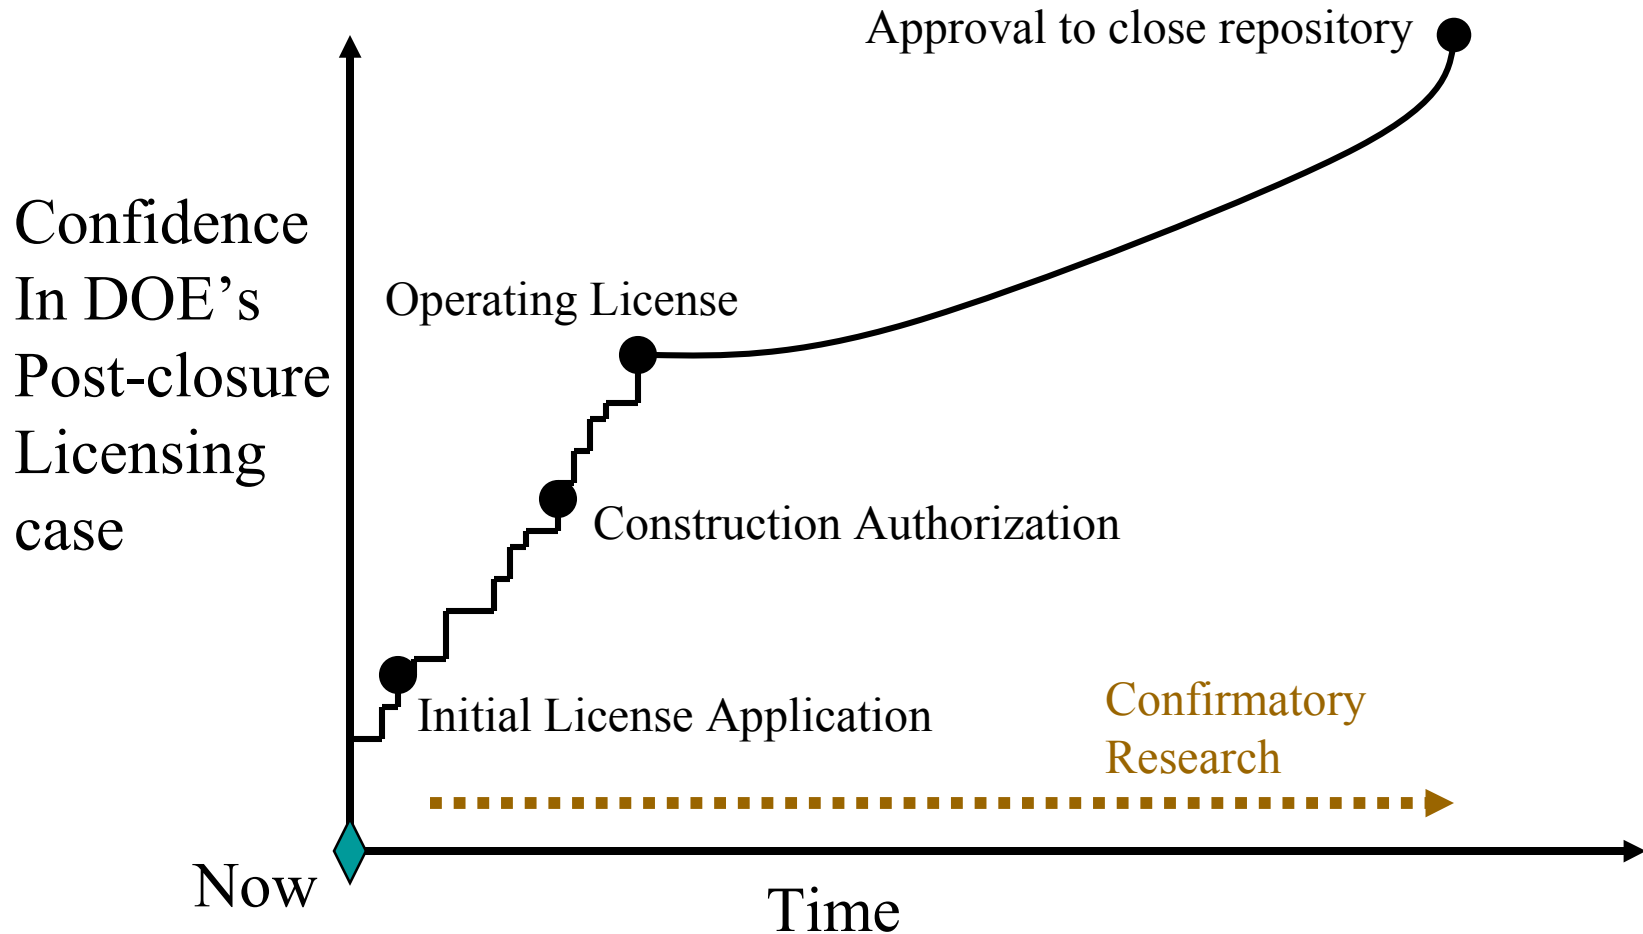 Approval to close repository
Confidence
In DOE’s
Post-closure
Licensing
case
Operating License
Construction Authorization
Initial License Application
Confirmatory
Research
Now
Time